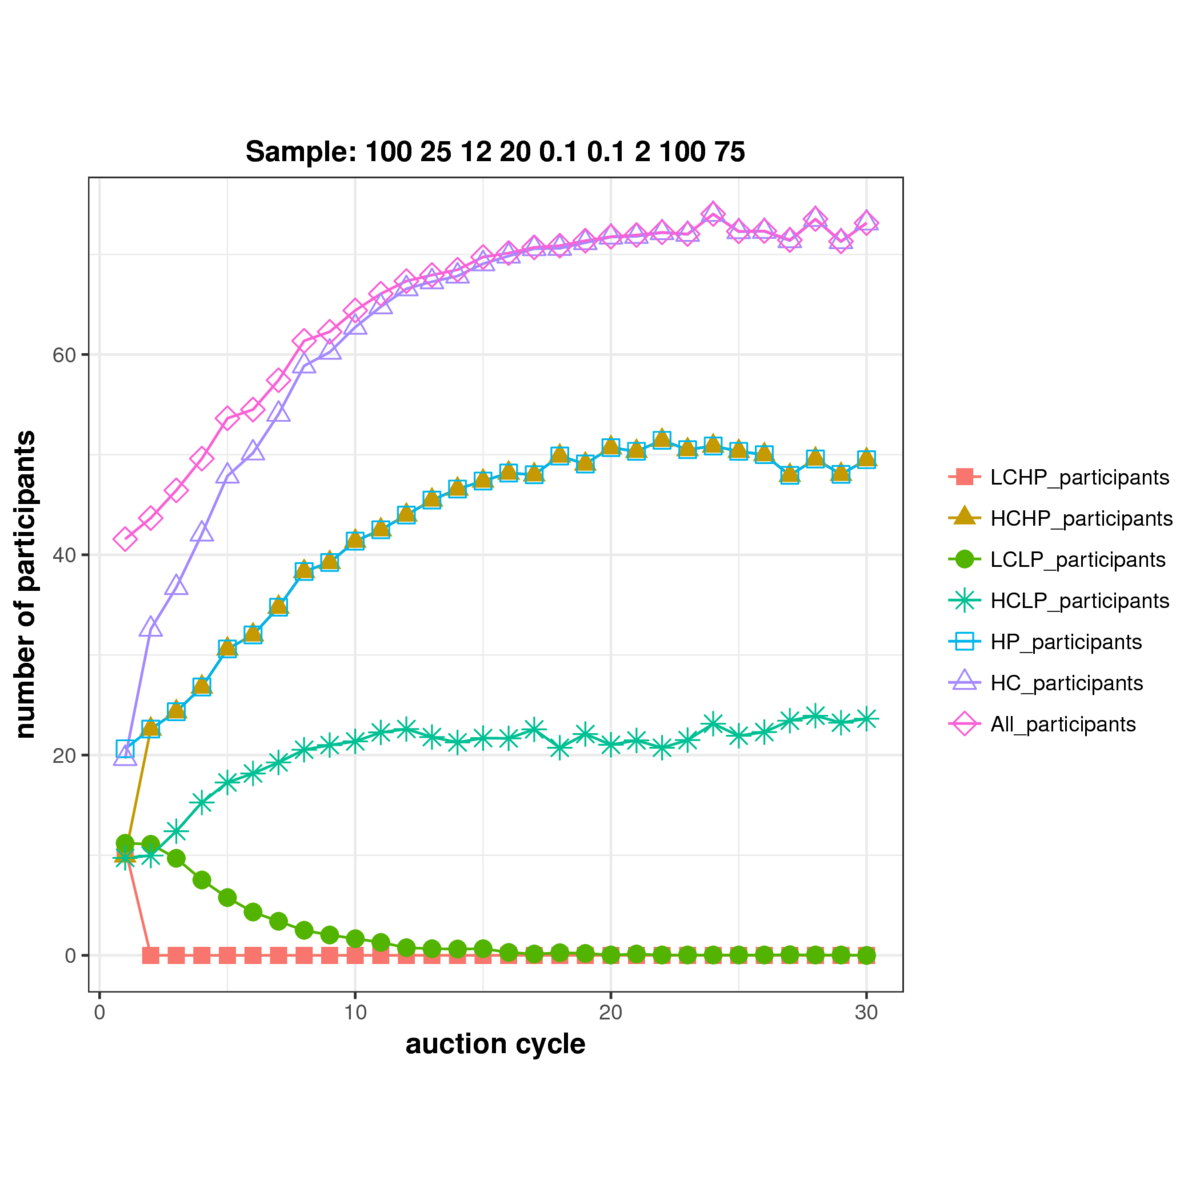 Sample: 100 25 12 20 0.1 0.1 2 100 75
number of participants
60
40
20
0
0 10 20 30
auction cycle
LCHP_participants
HCHP_participants
LCLP_participants
HCLP_participants
HP_participants
HC_participants
All_participants